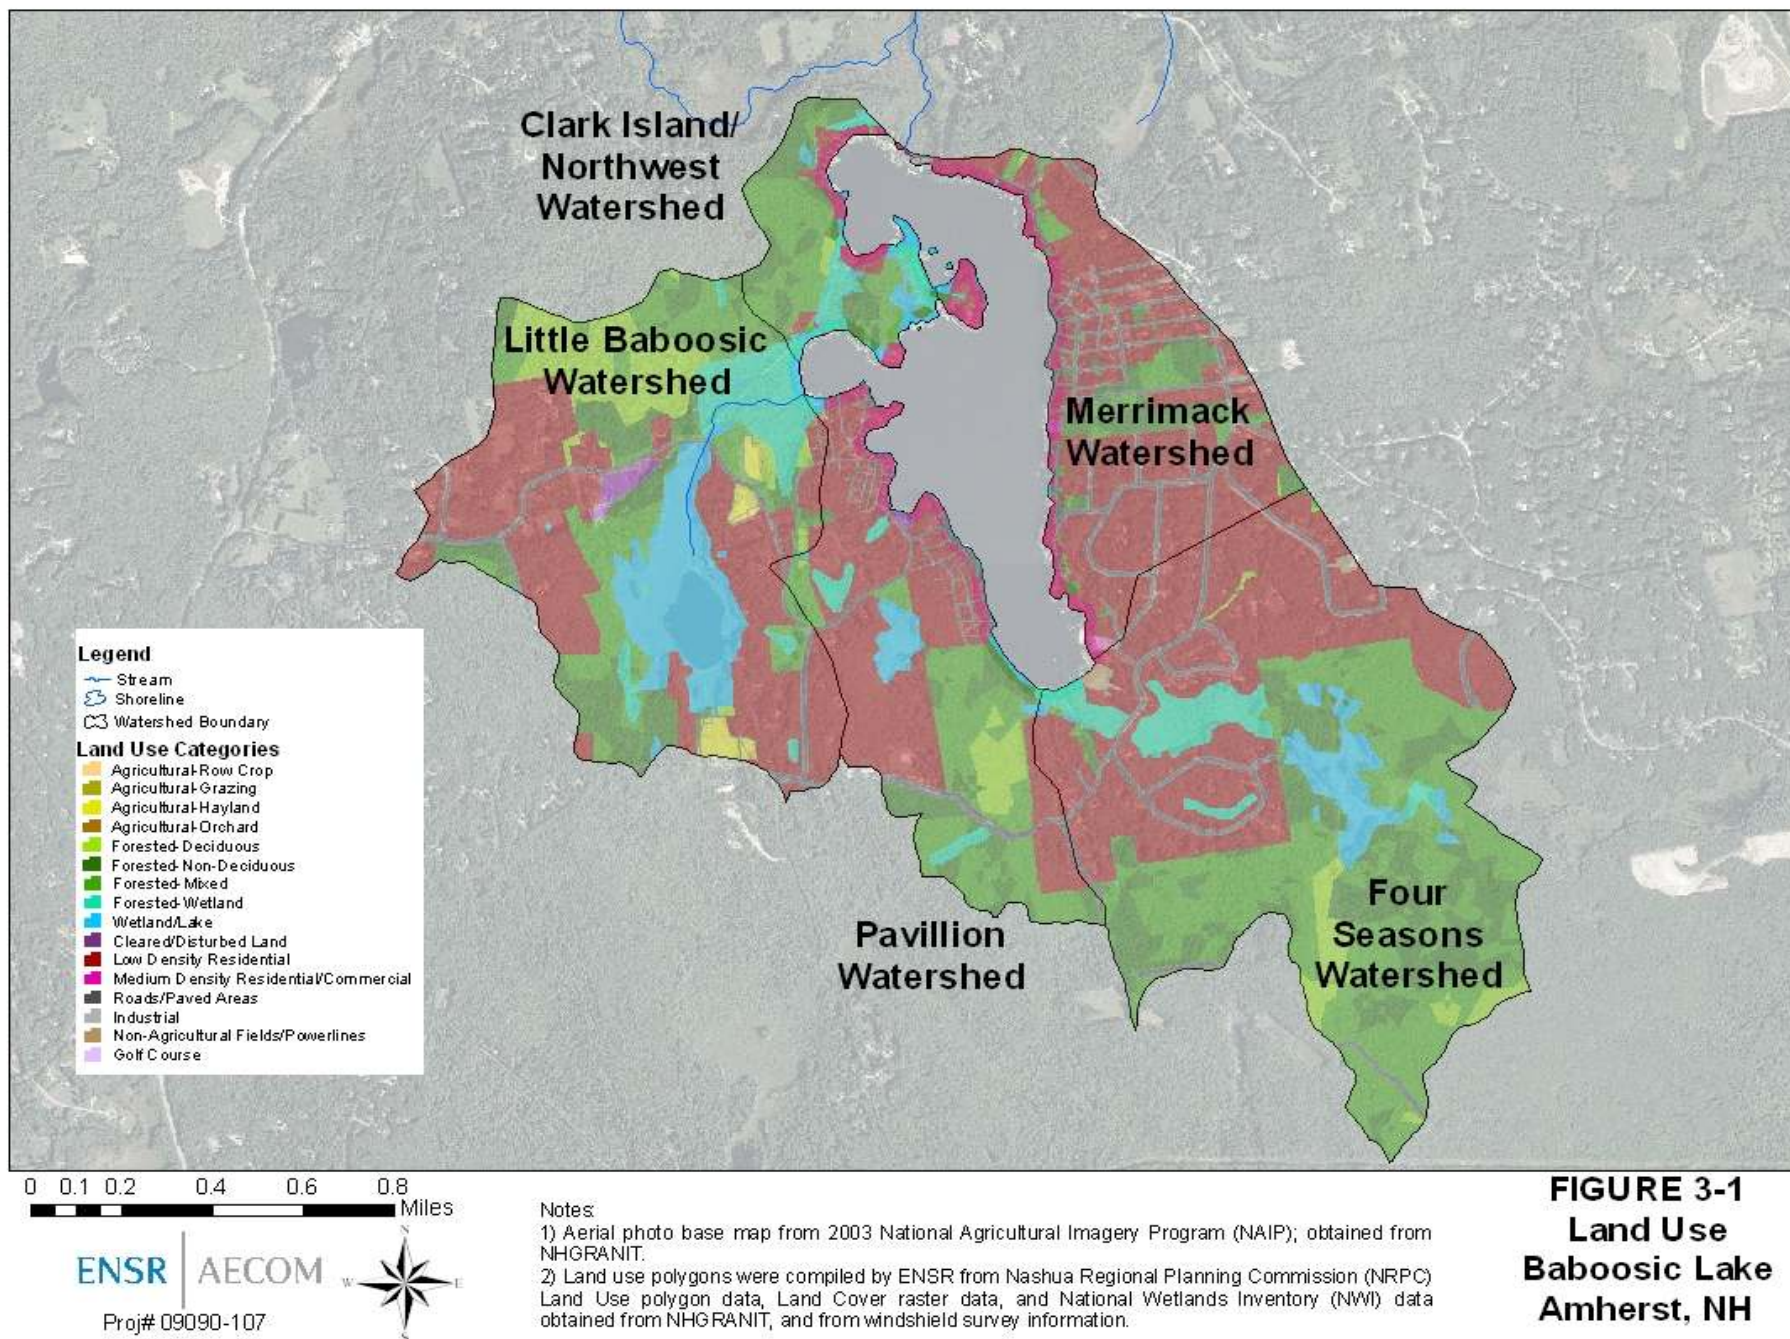 Clark Island/
Northwest
Watershed
Little Baboosic
Watershed
Merrimack
Watershed
Four
Seasons
Watershed
Pavillion
Watershed
Legend
Stream
Shoreline
Watershed Boundary
Land Use Categories
Agricultural-Row Crop
Agricultural-Grazing
Agricultural-Hayland
Agricultural-Orchard
Forested-Deciduous
Forested-Non-Deciduous
Forested-Mixed
Forested-Wetland
Wetland/Lake
Cleared/Disturbed Land
Low Density Residential
Medium Density Residential/Commercial
Roads/Paved Areas
Industrial
Non-Agricultural Fields/Powerlines
Golf Course
0 0.1 0.2 0.4 0.6 0.8
Miles
ENSR | AECOM
N
W E
S
Proj# 09090-107
Notes:
1) Aerial photo base map from 2003 National Agricultural Imagery Program (NAIP); obtained from
NHGRANIT.
2) Land use polygons were compiled by ENSR from Nashua Regional Planning Commission (NRPC)
Land Use polygon data, Land Cover raster data, and National Wetlands Inventory (NWI) data
obtained from NHGRANIT, and from windshield survey information.
FIGURE 3-1
Land Use
Baboosic Lake
Amherst, NH